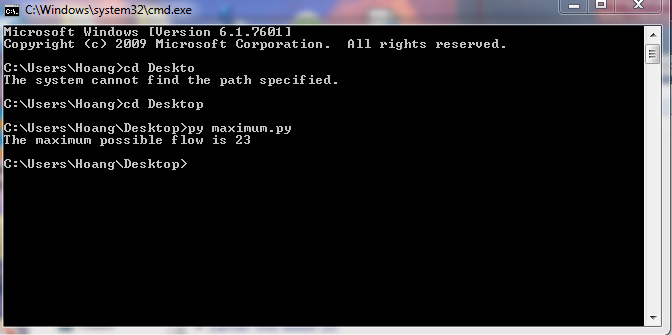 C:\Windows\system32\cmd.exe
Microsoft Windows [Version 6.1.7601]
Copyright (c) 2009 Microsoft Corporation.  All rights reserved.
C:\Users\Hoang>cd Deskto
The system cannot find the path specified.
C:\Users\Hoang>cd Desktop
C:\Users\Hoang\Desktop>py maximum.py
The maximum possible flow is 23
C:\Users\Hoang\Desktop>